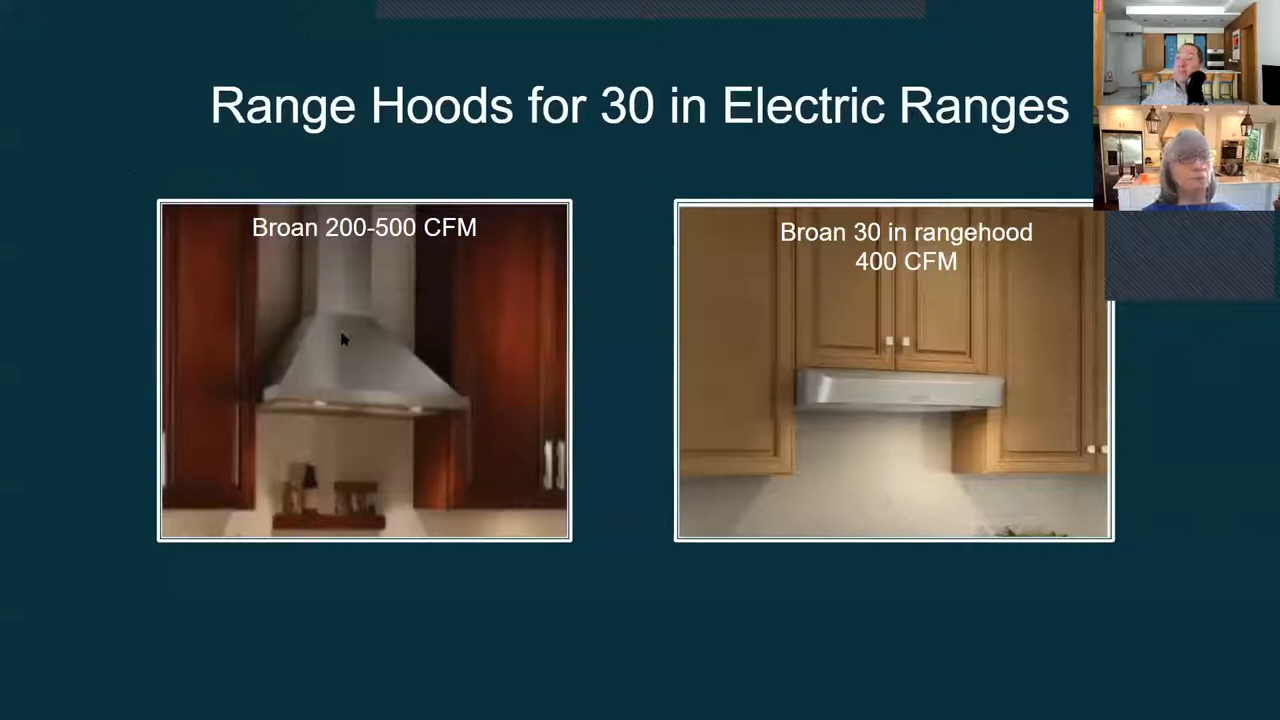 Range Hoods for 30 in Electric Ranges
Broan 200-500 CFM
Broan 30 in rangehood
400 CFM